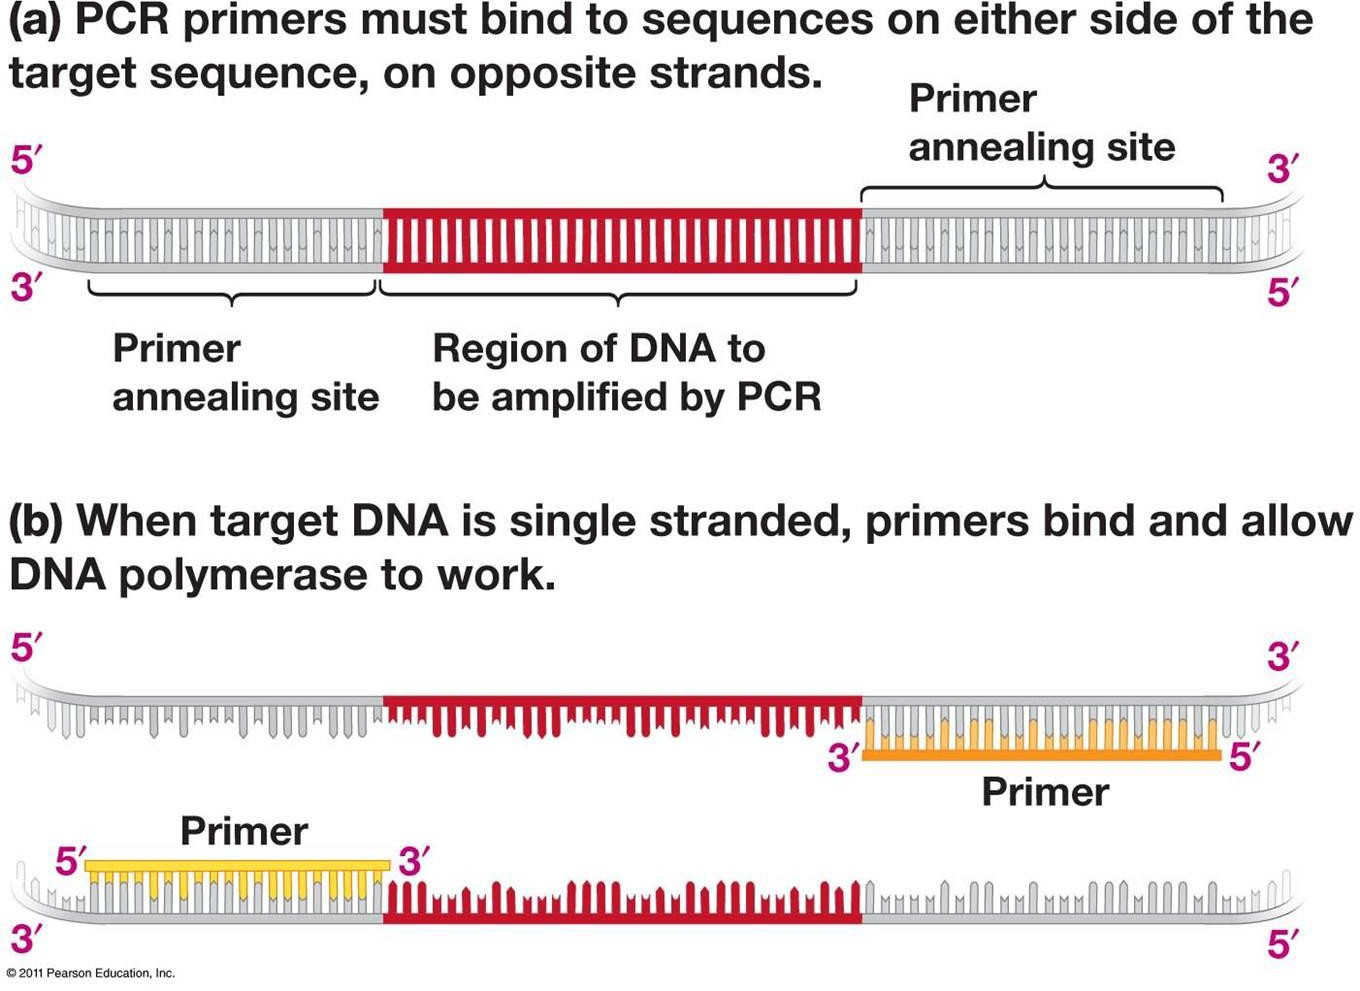 (a) PCR primers must bind to sequences on either side of the
target sequence, on opposite strands.
Primer
annealing site
5′
3′
3′
5′
Primer
annealing site
Region of DNA to
be amplified by PCR
(b) When target DNA is single stranded, primers bind and allow
DNA polymerase to work.
5′
3′
3′
5′
Primer
Primer
5′
3′
3′
5′
© 2011 Pearson Education, Inc.